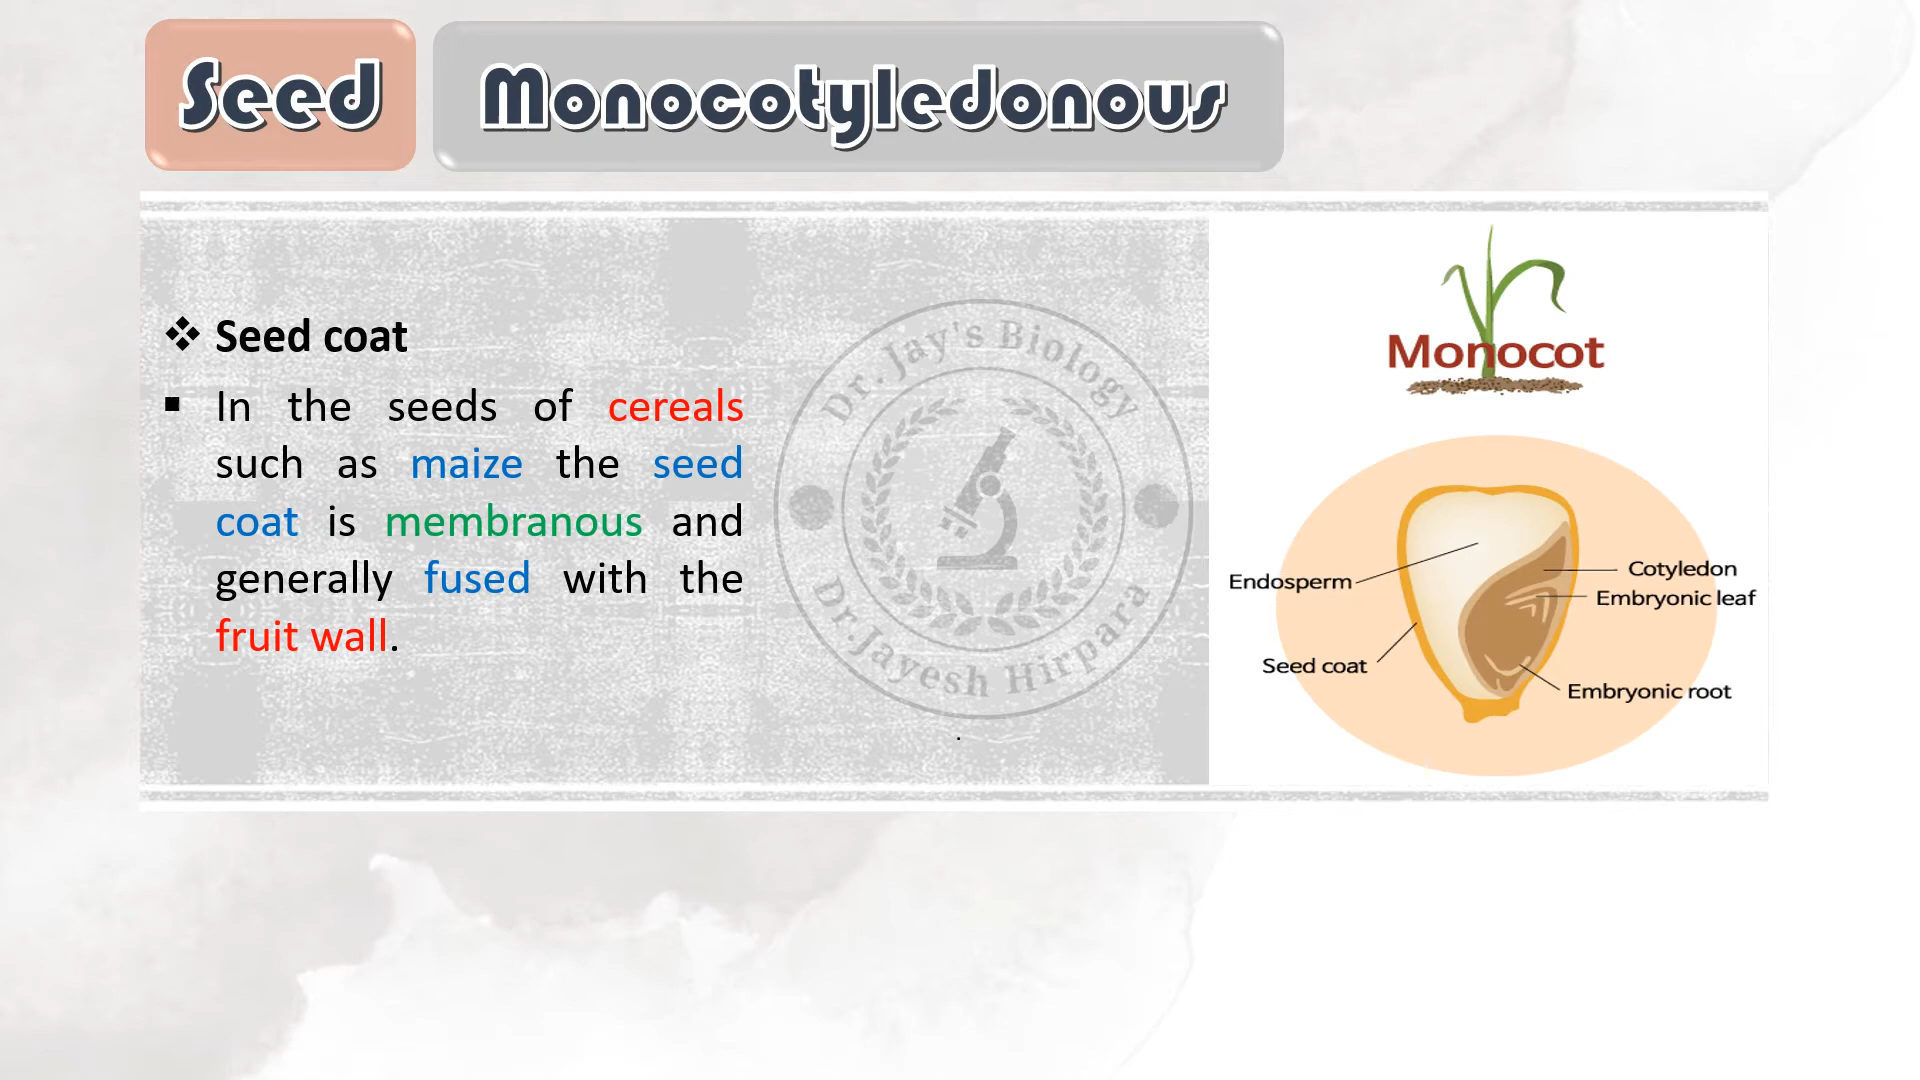 Seed
Monocotyledonous
Seed coat
In the seeds of cereals
such as maize the seed
coat is membranous and
generally fused with the
fruit wall.
Dr. Jay's Biology
Dr.Jayesh Hirpara
Monocot
Endosperm
Cotyledon
Embryonic leaf
Seed coat
Embryonic root